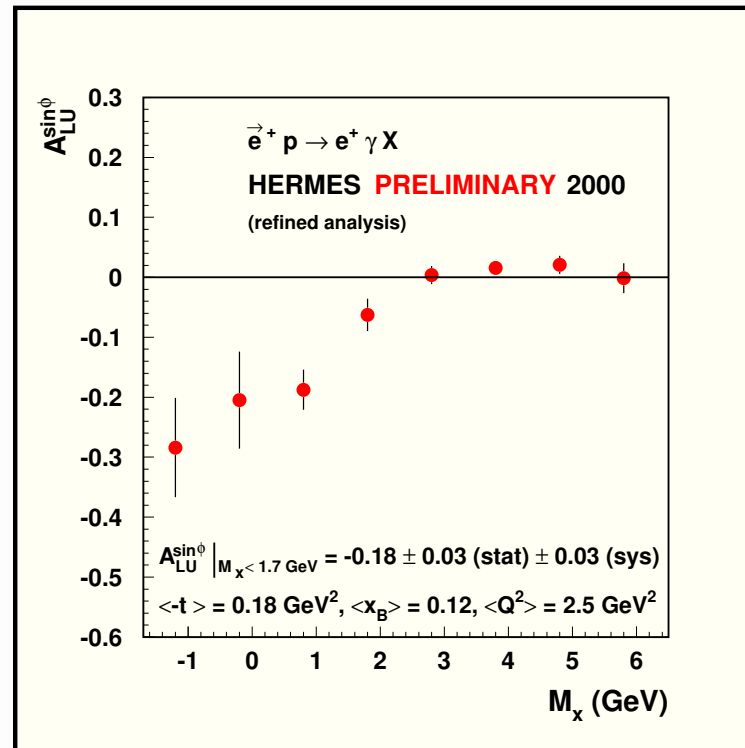 A_LU^sinϕ
0.3
0.2
0.1
0
-0.1
-0.2
-0.3
-0.4
-0.5
-0.6
e⃗⁺ p → e⁺ γ X
HERMES PRELIMINARY 2000
(refined analysis)
A_LU^sinϕ |_{M_x < 1.7 GeV} = -0.18 ± 0.03 (stat) ± 0.03 (sys)
<-t > = 0.18 GeV², <x_B> = 0.12, <Q²> = 2.5 GeV²
-1 0 1 2 3 4 5 6
M_x (GeV)